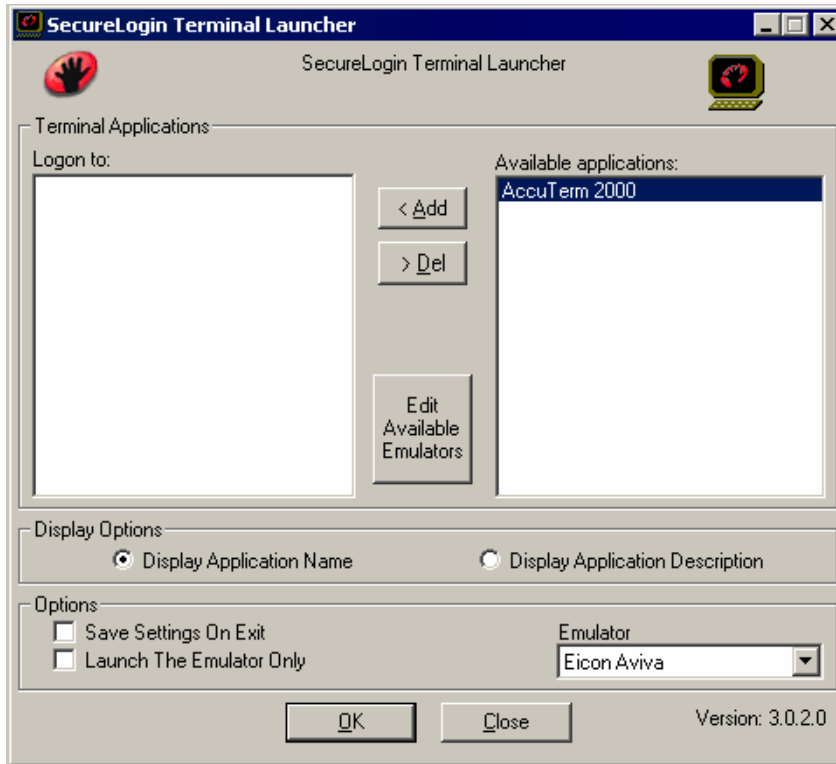 SecureLogin Terminal Launcher
SecureLogin Terminal Launcher
Terminal Applications
Logon to:
Available applications:
AccuTerm 2000
< Add
> Del
Edit
Available
Emulators
Display Options
Display Application Name
Display Application Description
Options
Save Settings On Exit
Emulator
Launch The Emulator Only
Eicon Aviva
OK
Close
Version: 3.0.2.0